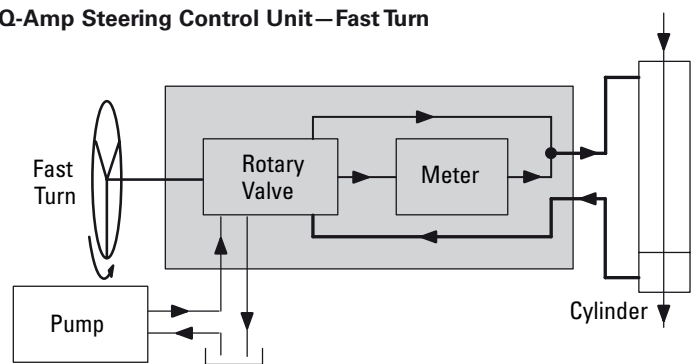 Q-Amp Steering Control Unit—Fast Turn
Fast
Turn
Rotary
Valve
Meter
Pump
Cylinder